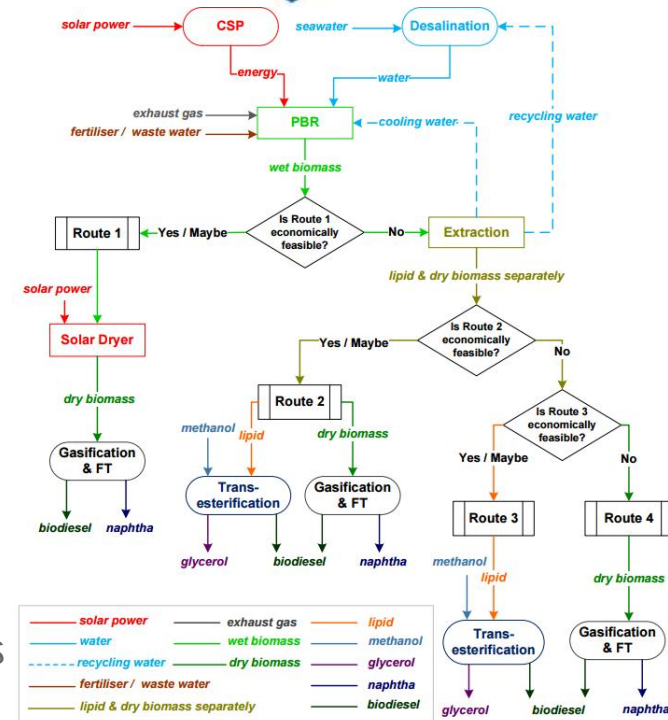 solar power
CSP
seawater
Desalination
energy
water
exhaust gas
fertiliser / waste water
PBR
cooling water
recycling water
wet biomass
Route 1
Yes / Maybe
Is Route 1
economically
feasible?
No
Extraction
lipid & dry biomass separately
solar power
Solar Dryer
Yes / Maybe
Is Route 2
economically
feasible?
No
dry biomass
Route 2
Is Route 3
economically
feasible?
methanol
lipid
dry biomass
Yes / Maybe
No
Gasification
& FT
Trans-
esterification
Gasification
& FT
Route 3
Route 4
biodiesel
naphtha
glycerol
biodiesel
naphtha
methanol
lipid
dry biomass
Trans-
esterification
Gasification
& FT
glycerol
biodiesel
naphtha
solar power
exhaust gas
lipid
water
wet biomass
methanol
recycling water
dry biomass
glycerol
fertiliser / waste water
naphtha
lipid & dry biomass separately
biodiesel